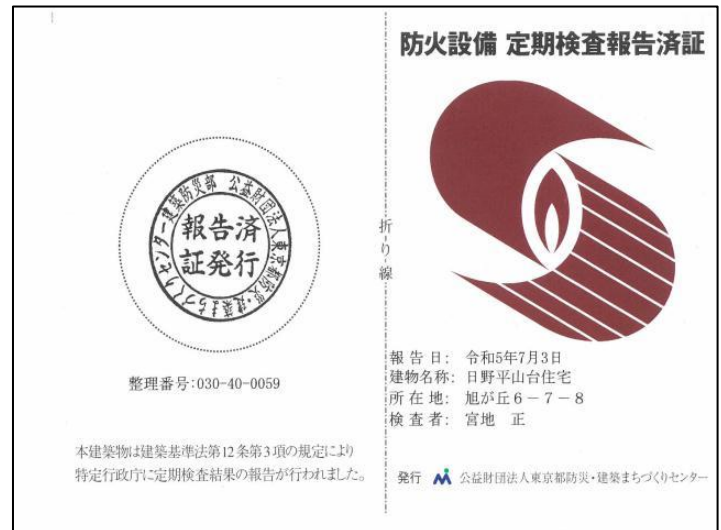 公益財団法人東京都防災・建築まちづくりセンター建築防災部
報告済
証発行
整理番号:030-40-0059
本建築物は建築基準法第12条第3項の規定により
特定行政庁に定期検査結果の報告が行われました。
折り線
防火設備 定期検査報告済証
報告日: 令和5年7月3日
建物名称: 日野平山台住宅
所在地: 旭が丘6-7-8
検査者: 宮地 正
発行 公益財団法人東京都防災・建築まちづくりセンター